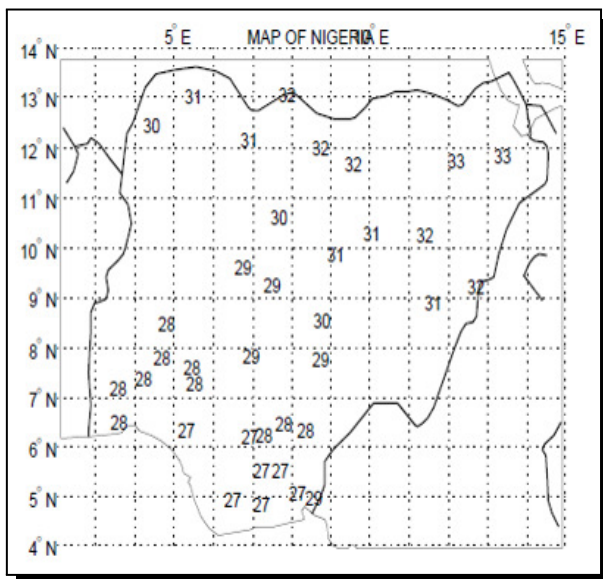 5° E MAP OF NIGERIA 10° E 15° E
14° N
13° N 31 32
30
12° N 31 32 32 33 33
11° N
30
10° N 31 32
31
29
29 32
9° N 31
28 30
8° N 28 29 29
28
28 28
7° N 28
28 27 28 28
27 28
6° N
27 27
5° N 27 27 27 29
4° N